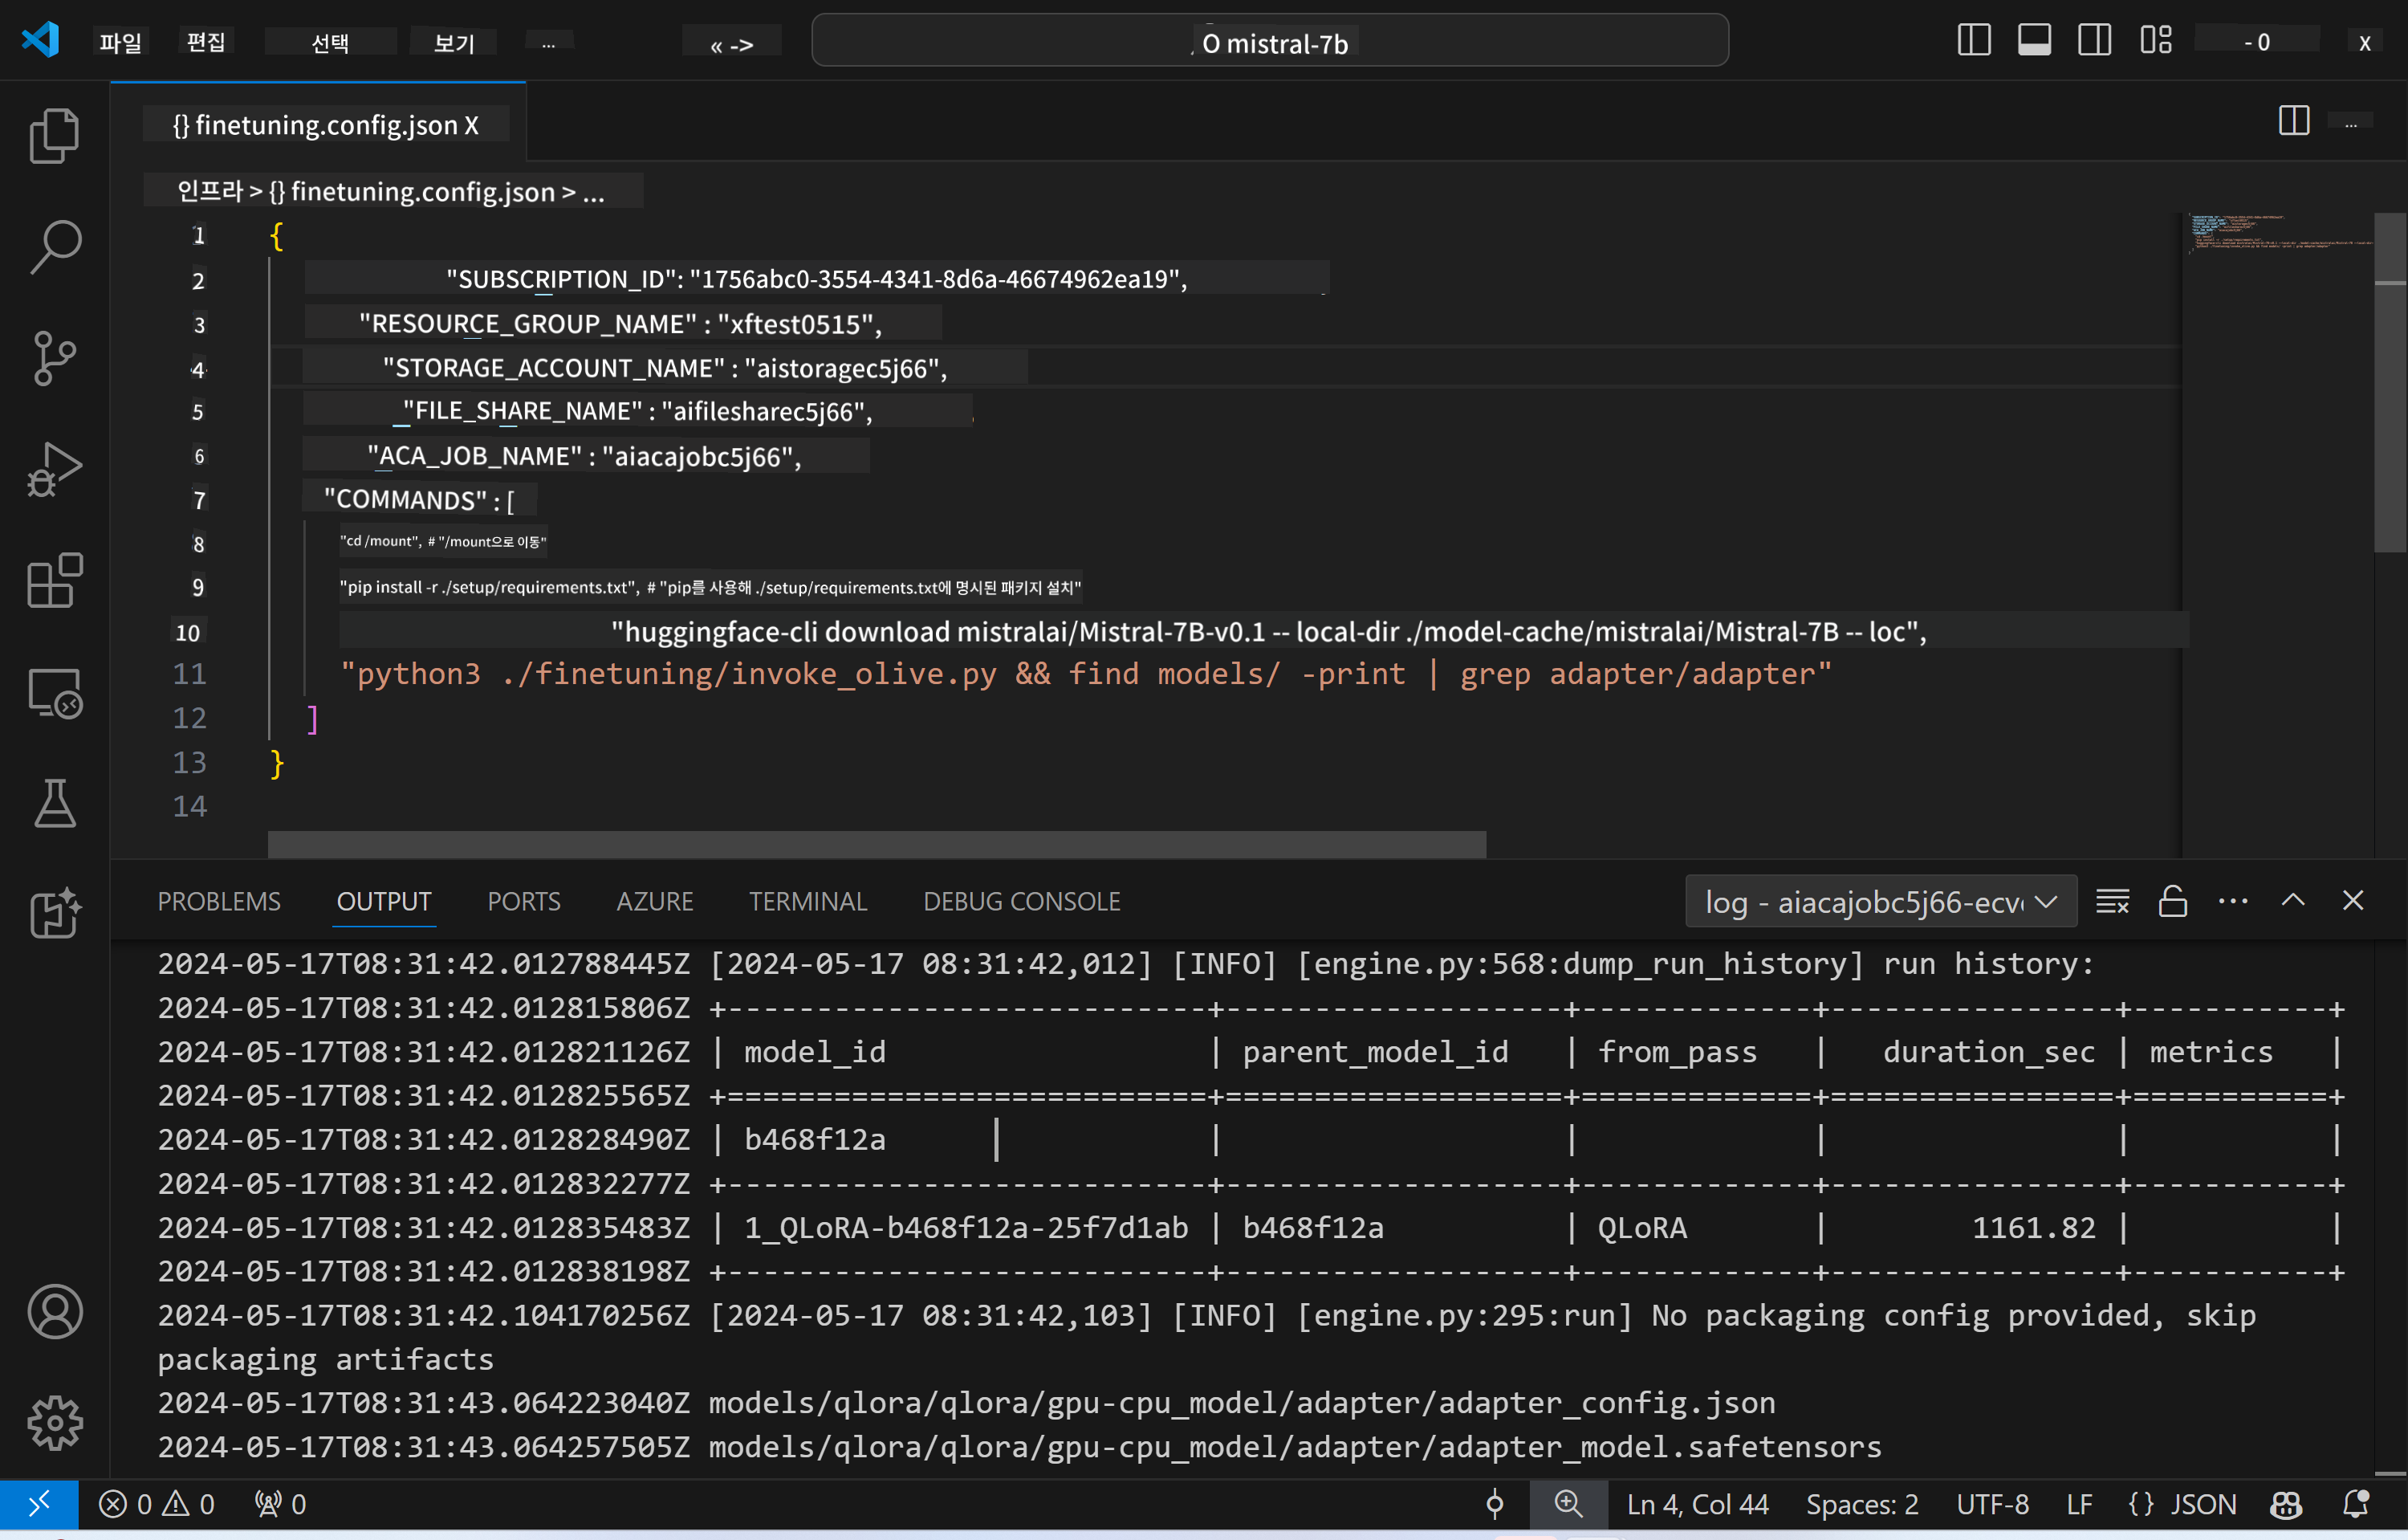 파일 편집 선택 보기 ... « -> O mistral-7b - 0 x
{} finetuning.config.json X ...
인프라 > {} finetuning.config.json > ...
1 {
2 "SUBSCRIPTION_ID": "1756abc0-3554-4341-8d6a-46674962ea19",
3 "RESOURCE_GROUP_NAME" : "xftest0515",
4 "STORAGE_ACCOUNT_NAME" : "aistoragec5j66",
5 "FILE_SHARE_NAME" : "aifilesharec5j66",
6 "ACA_JOB_NAME" : "aiacajobc5j66",
7 "COMMANDS" : [
8 "cd /mount", # "/mount으로 이동"
9 "pip install -r ./setup/requirements.txt", # "pip를 사용해 ./setup/requirements.txt에 명시된 패키지 설치"
10 "huggingface-cli download mistralai/Mistral-7B-v0.1 -- local-dir ./model-cache/mistralai/Mistral-7B -- loc",
11 "python3 ./finetuning/invoke_olive.py && find models/ -print | grep adapter/adapter"
12 ]
13 }
14
PROBLEMS OUTPUT PORTS AZURE TERMINAL DEBUG CONSOLE log - aiacajobc5j66-ecv
2024-05-17T08:31:42.012788445Z [2024-05-17 08:31:42,012] [INFO] [engine.py:568:dump_run_history] run history:
2024-05-17T08:31:42.012815806Z +---------------------------+-------------------+-------------+----------------+-----------+
2024-05-17T08:31:42.012821126Z | model_id | parent_model_id | from_pass | duration_sec | metrics |
2024-05-17T08:31:42.012825565Z +===========================+===================+=============+================+===========+
2024-05-17T08:31:42.012828490Z | b468f12a | | | | |
2024-05-17T08:31:42.012832277Z +---------------------------+-------------------+-------------+----------------+-----------+
2024-05-17T08:31:42.012835483Z | 1_QLoRA-b468f12a-25f7d1ab | b468f12a | QLoRA | 1161.82 | |
2024-05-17T08:31:42.012838198Z +---------------------------+-------------------+-------------+----------------+-----------+
2024-05-17T08:31:42.104170256Z [2024-05-17 08:31:42,103] [INFO] [engine.py:295:run] No packaging config provided, skip
packaging artifacts
2024-05-17T08:31:43.064223040Z models/qlora/qlora/gpu-cpu_model/adapter/adapter_config.json
2024-05-17T08:31:43.064257505Z models/qlora/qlora/gpu-cpu_model/adapter/adapter_model.safetensors
0 0 0 Ln 4, Col 44 Spaces: 2 UTF-8 LF {} JSON